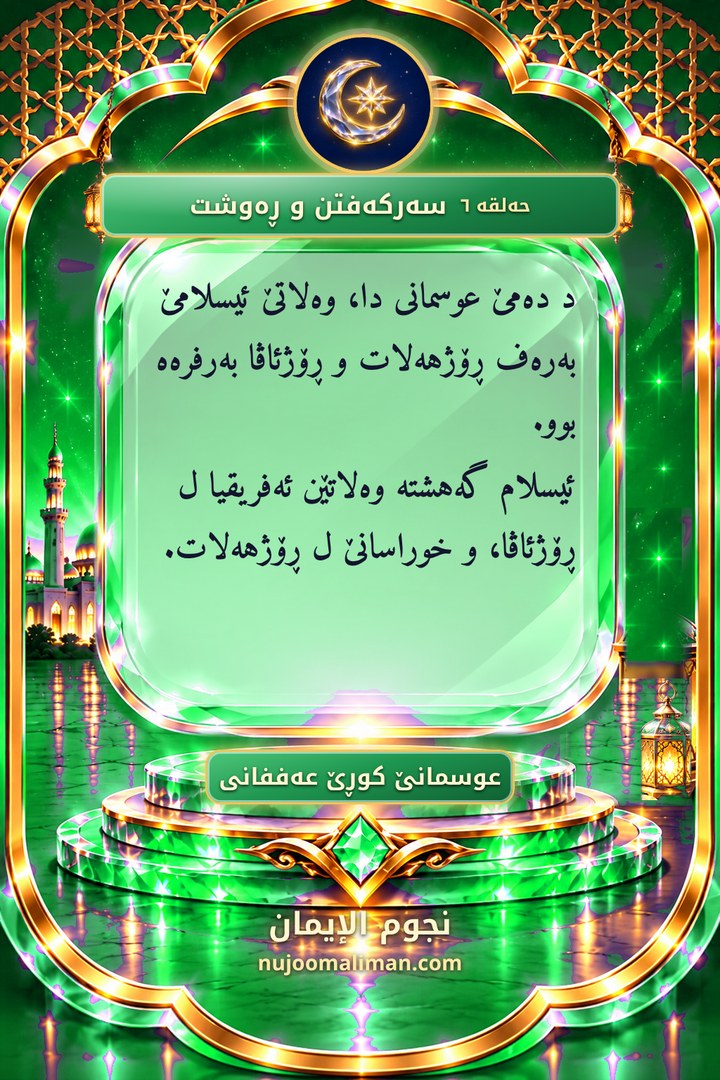 حەلقە ٦ سەرکەفتن و ڕەوشت
د دەمێ عوسمانی دا، وەلاتێ ئیسلامێ
بەرەف ڕۆژهەلات و ڕۆژئاڤا بەرفرەە
بوو.
ئیسلام گەهشتە وەلاتێن ئەفریقیا ل
ڕۆژئاڤا، و خوراسانێ ل ڕۆژهەلات.
عوسمانێ کوڕێ عەففانی
نجوم الإيمان
nujoomaliman.com